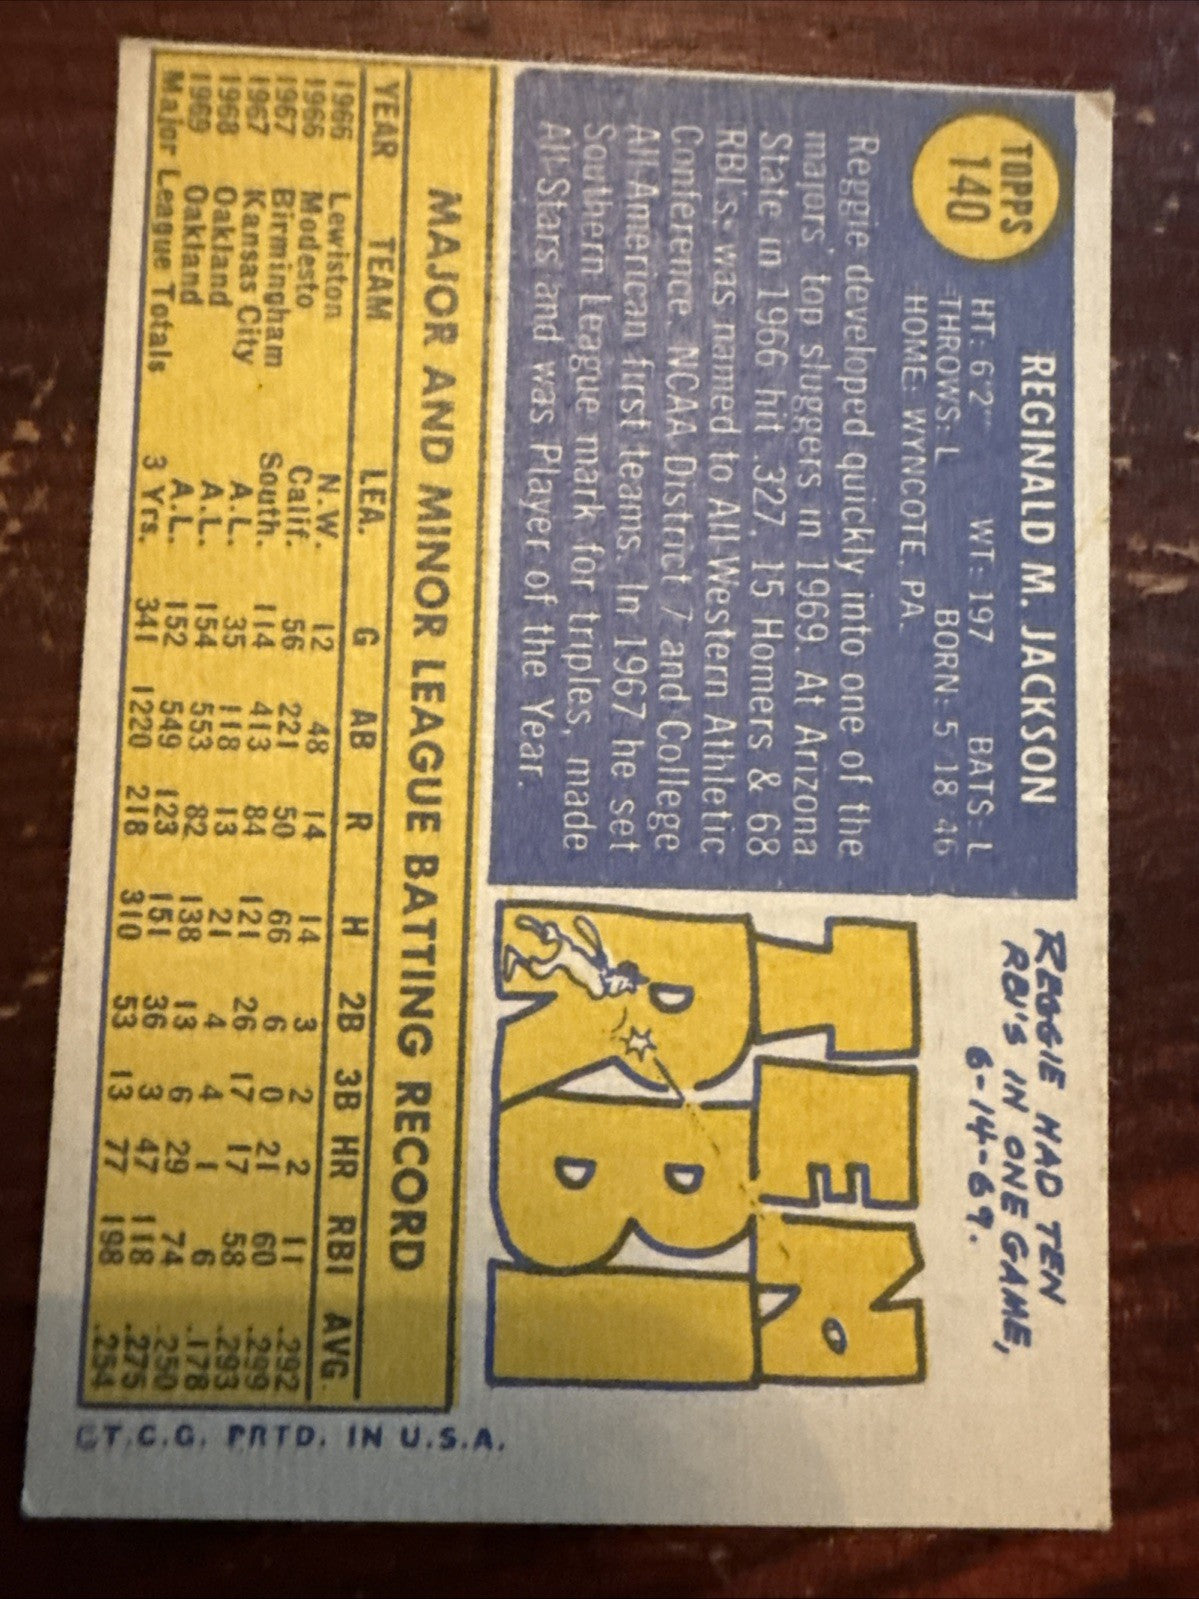 TOPPS
140
REGINALD M. JACKSON
HT: 6'2" WT: 197 BATS: L
THROWS: L BORN: 5-18-46
HOME: WYNCOTE, PA.
Reggie developed quickly into one of the
majors' top sluggers in 1969. At Arizona
State in 1966 hit .327, 15 Homers & 68
RBI's, was named to All-Western Athletic
Conference, NCAA District 7 and College
All-American first teams. In 1967 he set
Southern League mark for triples, made
All-Stars and was Player of the Year.
REGGIE HAD TEN
RBI'S IN ONE GAME,
6-14-69.
TEN
RBI
MAJOR AND MINOR LEAGUE BATTING RECORD
YEAR TEAM LEA. G AB R H 2B 3B HR RBI AVG.
1966 Lewiston N.W. 12 48 14 14 3 2 2 11 .292
1966 Modesto Calif. 56 221 50 66 6 0 21 60 .299
1967 Birmingham South. 114 413 84 121 26 17 17 58 .293
1967 Kansas City A.L. 35 118 13 21 4 4 1 6 .178
1968 Oakland A.L. 154 553 82 138 13 6 29 74 .250
1969 Oakland A.L. 152 549 123 151 36 3 47 118 .275
Major League Totals 3 Yrs. 341 1220 218 310 53 13 77 198 .254
©T.C.G. PRTD. IN U.S.A.